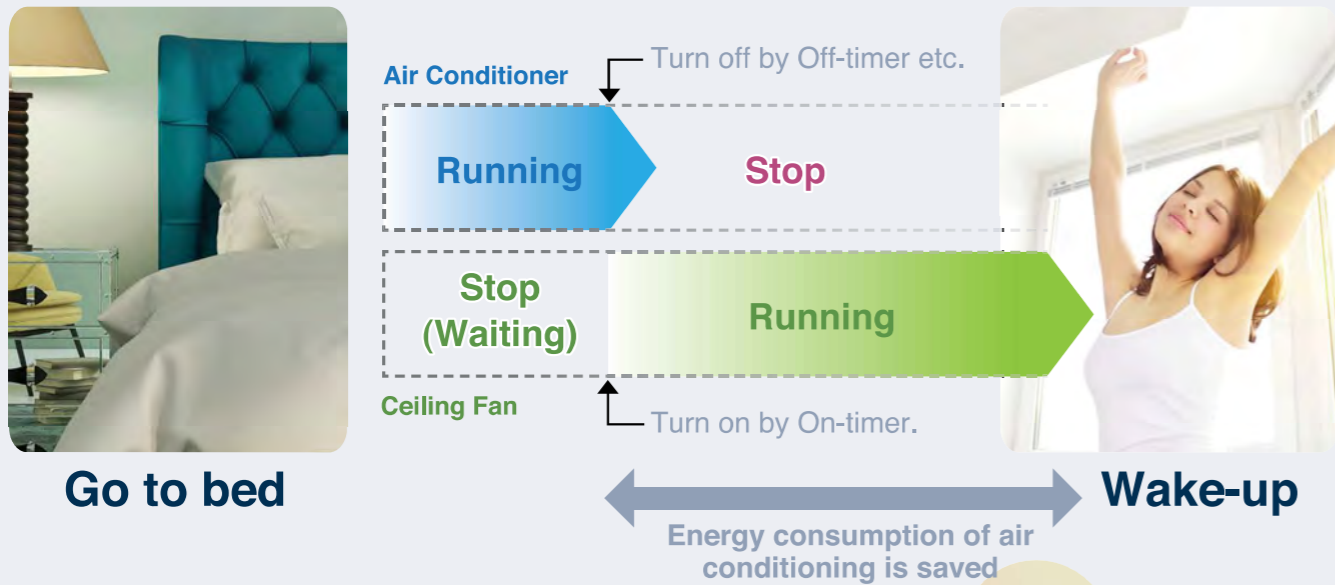 Turn off by Off-timer etc.
Air Conditioner
Running
Stop
Stop
(Waiting)
Running
Ceiling Fan
Turn on by On-timer.
Go to bed
Wake-up
Energy consumption of air
conditioning is saved